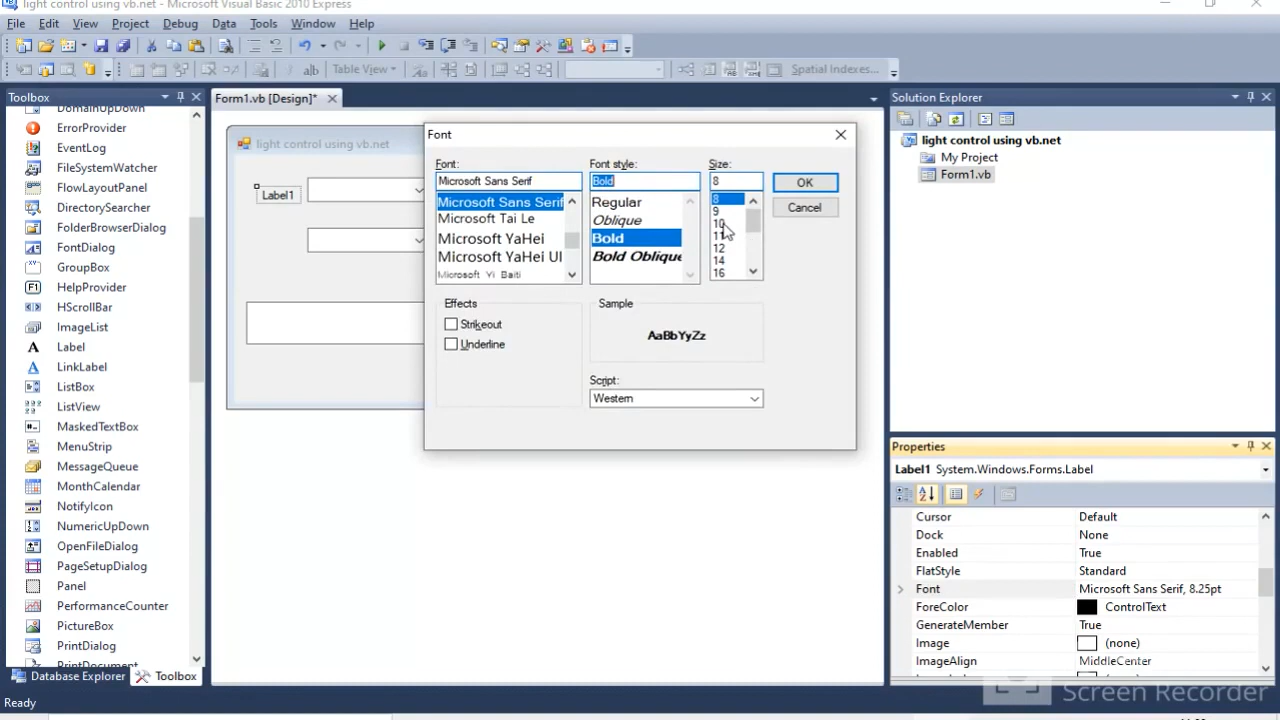 light control using vb.net - Microsoft Visual Basic 2010 Express
File Edit View Project Debug Data Tools Window Help
Table View
Spatial Indexes...
Toolbox
DomainUpDown
ErrorProvider
EventLog
FileSystemWatcher
FlowLayoutPanel
DirectorySearcher
FolderBrowserDialog
FontDialog
GroupBox
HelpProvider
HScrollBar
ImageList
Label
LinkLabel
ListBox
ListView
MaskedTextBox
MenuStrip
MessageQueue
MonthCalendar
NotifyIcon
NumericUpDown
OpenFileDialog
PageSetupDialog
Panel
PerformanceCounter
PictureBox
PrintDialog
PrintDocument
Database Explorer
Toolbox
Ready
Form1.vb [Design]*
light control using vb.net
Label1
Font
Font:
Microsoft Sans Serif
Microsoft Sans Serif
Microsoft Tai Le
Microsoft YaHei
Microsoft YaHei UI
Microsoft Yi Baiti
Font style:
Bold
Regular
Oblique
Bold
Bold Oblique
Size:
8
8
9
10
11
12
14
16
OK
Cancel
Effects
Strikeout
Underline
Sample
AaBbYyZz
Script:
Western
Solution Explorer
light control using vb.net
My Project
Form1.vb
Properties
Label1 System.Windows.Forms.Label
Cursor Default
Dock None
Enabled True
FlatStyle Standard
Font Microsoft Sans Serif, 8.25pt
ForeColor ControlText
GenerateMember True
Image (none)
ImageAlign MiddleCenter
Screen Recorder